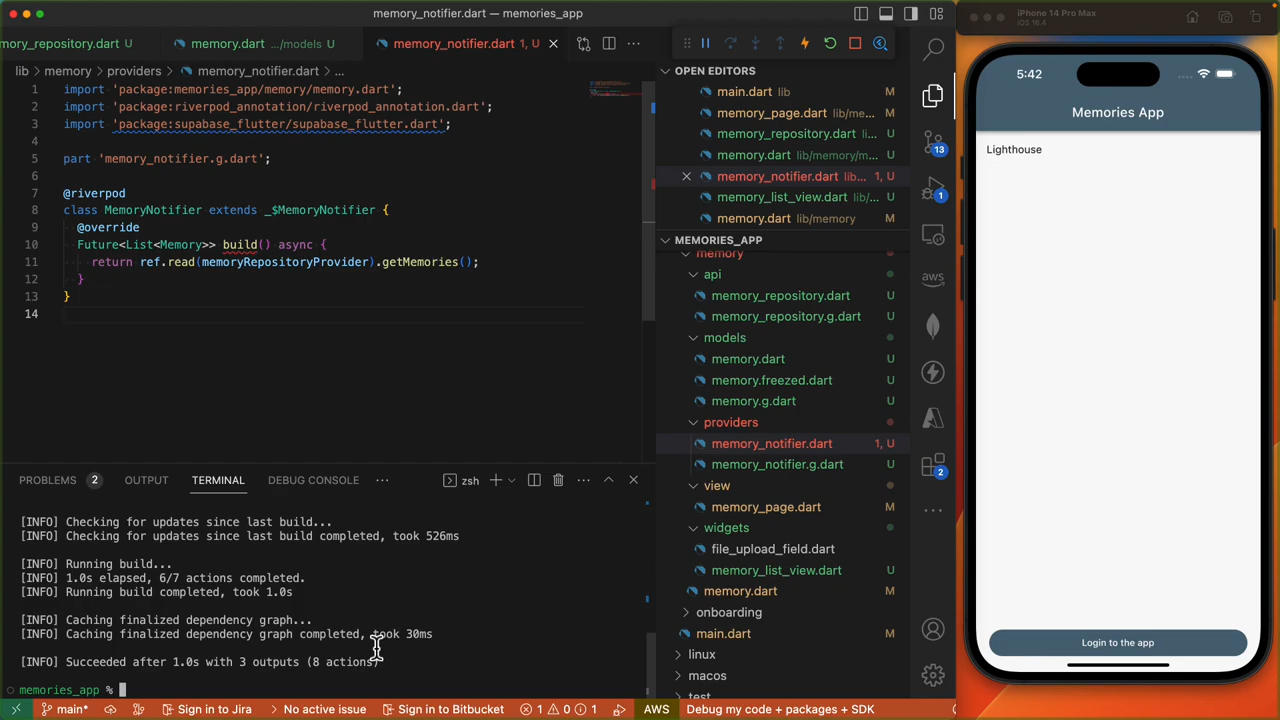 memory_notifier.dart — memories_app
mory_repository.dart U
memory.dart .../models U
memory_notifier.dart 1, U
lib > memory > providers > memory_notifier.dart > ...
1 import 'package:memories_app/memory/memory.dart';
2 import 'package:riverpod_annotation/riverpod_annotation.dart';
3 import 'package:supabase_flutter/supabase_flutter.dart';
4
5 part 'memory_notifier.g.dart';
6
7 @riverpod
8 class MemoryNotifier extends _$MemoryNotifier {
9 @override
10 Future<List<Memory>> build() async {
11 return ref.read(memoryRepositoryProvider).getMemories();
12 }
13 }
14
PROBLEMS 2 OUTPUT TERMINAL DEBUG CONSOLE ...
zsh
[INFO] Checking for updates since last build...
[INFO] Checking for updates since last build completed, took 526ms
[INFO] Running build...
[INFO] 1.0s elapsed, 6/7 actions completed.
[INFO] Running build completed, took 1.0s
[INFO] Caching finalized dependency graph...
[INFO] Caching finalized dependency graph completed, took 30ms
[INFO] Succeeded after 1.0s with 3 outputs (8 actions)
memories_app %
OPEN EDITORS
main.dart lib M
memory_page.dart lib/me... M
memory_repository.dart li... U
memory.dart lib/memory/m... U
memory_notifier.dart lib... 1, U
memory_list_view.dart lib/... U
memory.dart lib/memory M
MEMORIES_APP
memory
api
memory_repository.dart U
memory_repository.g.dart U
models
memory.dart U
memory.freezed.dart U
memory.g.dart U
providers
memory_notifier.dart 1, U
memory_notifier.g.dart U
view
memory_page.dart M
widgets
file_upload_field.dart
memory_list_view.dart U
memory.dart M
onboarding
main.dart M
linux
macos
test
13
1
aws
2
main*
Sign in to Jira
No active issue
Sign in to Bitbucket
1 0 1
AWS
Debug my code + packages + SDK
iPhone 14 Pro Max
iOS 16.4
5:42
Memories App
Lighthouse
Login to the app